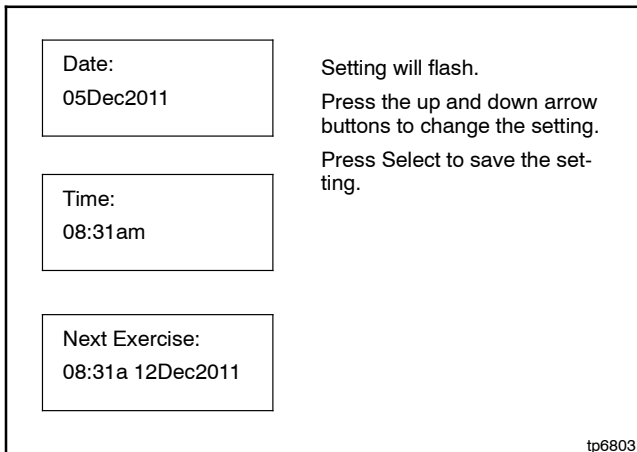 Date:
05Dec2011
Setting will flash.
Press the up and down arrow
buttons to change the setting.
Press Select to save the set-
ting.
Time:
08:31am
Next Exercise:
08:31a 12Dec2011
tp6803